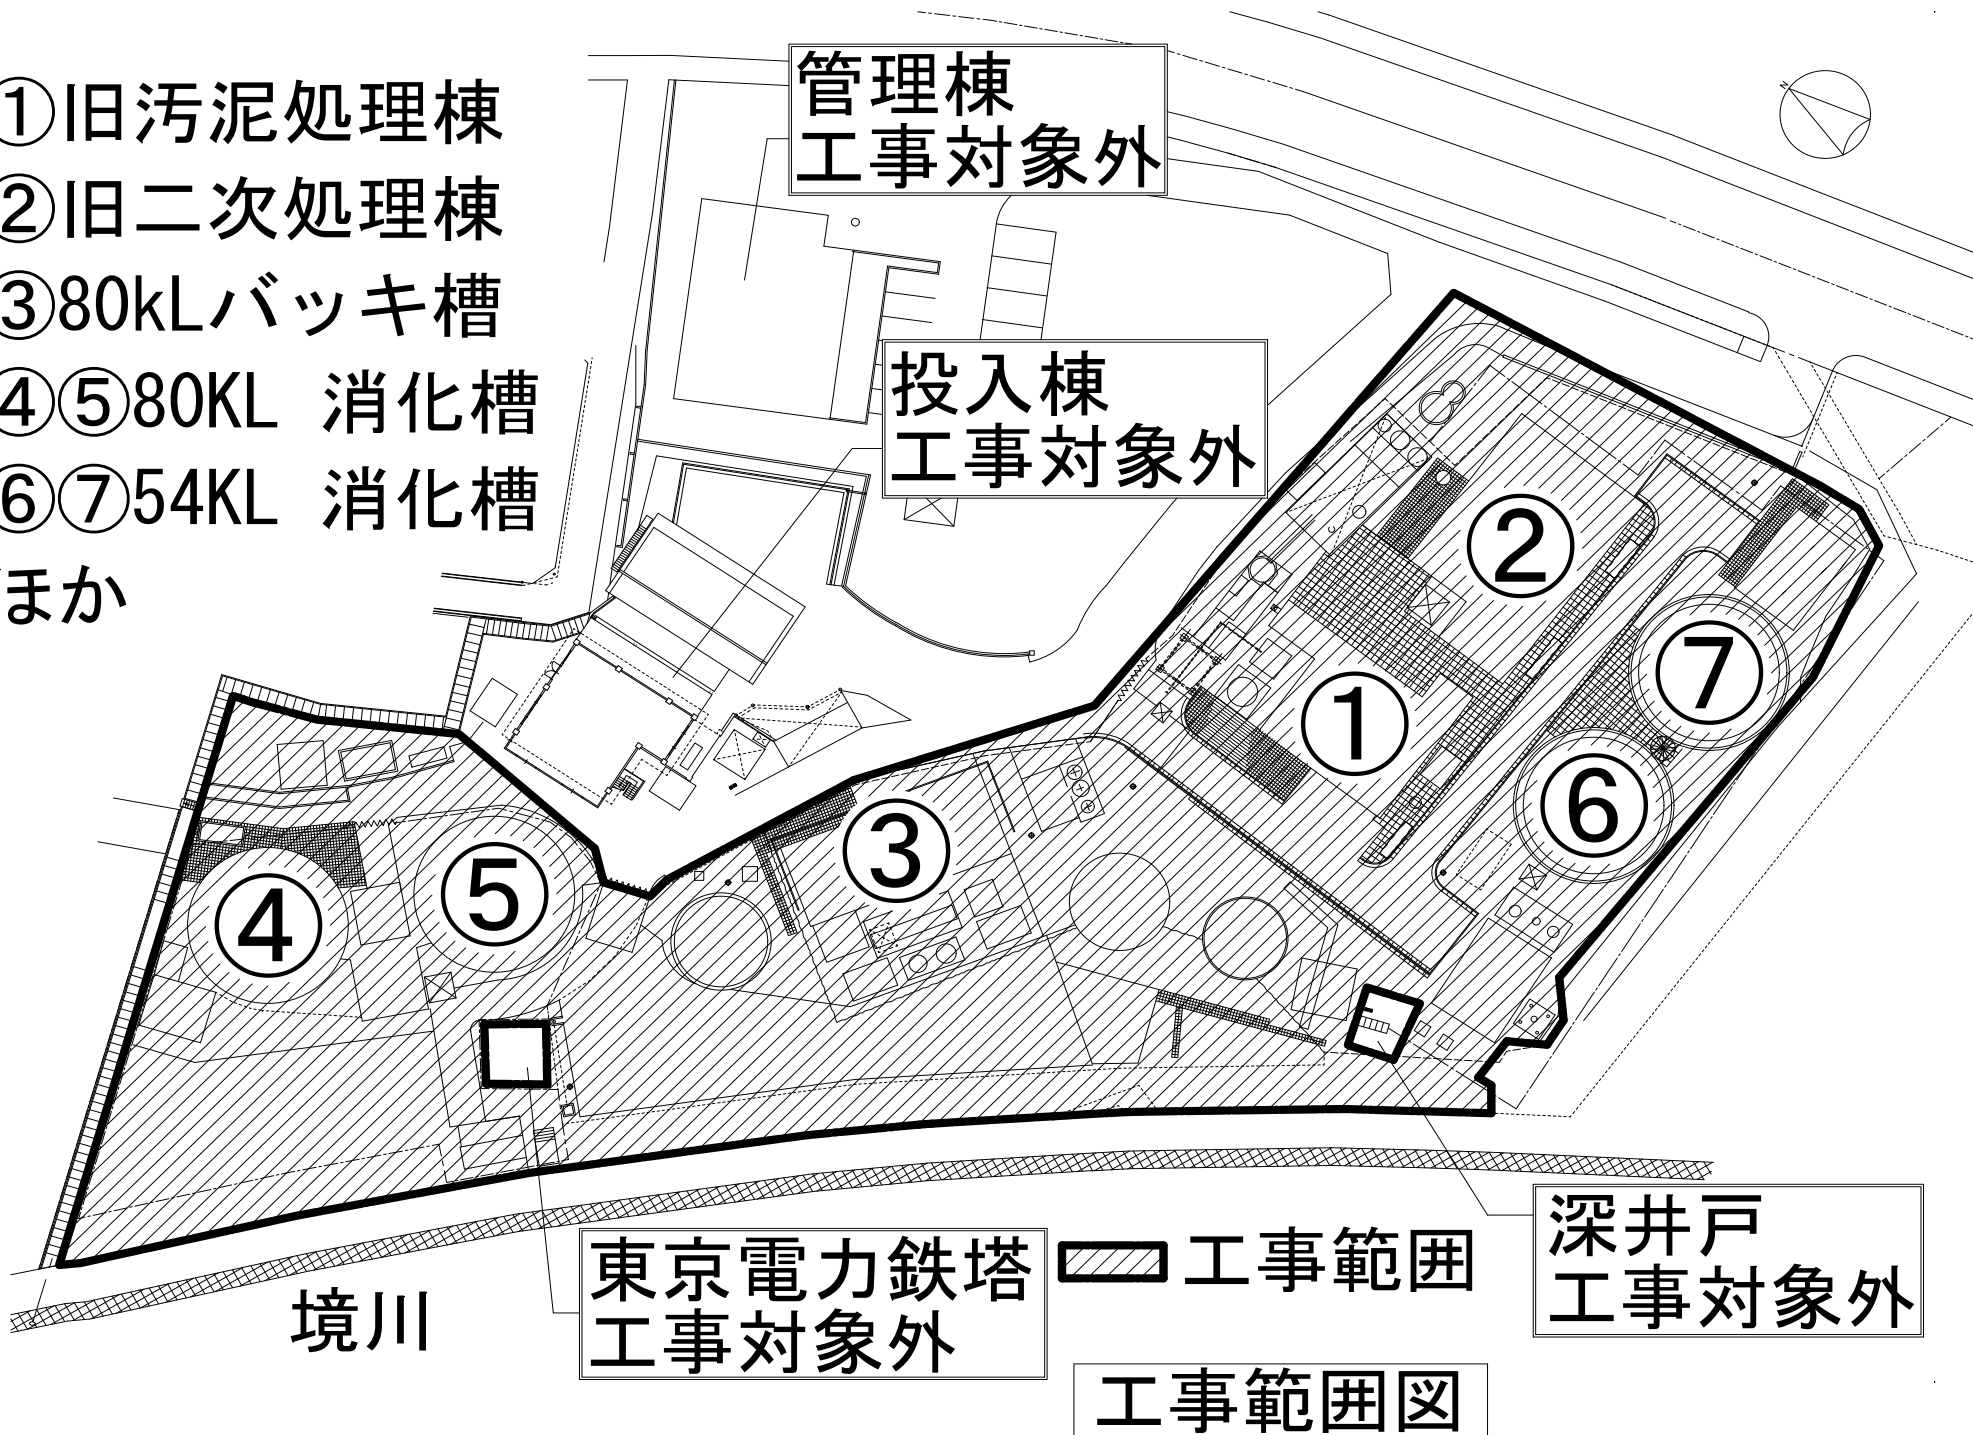 ①旧汚泥処理棟
②旧二次処理棟
③80kLバッキ槽
④⑤80KL 消化槽
⑥⑦54KL 消化槽
ほか
管理棟
工事対象外
N
投入棟
工事対象外
②
⑦
①
⑥
③
⑤
④
東京電力鉄塔
工事対象外
工事範囲
深井戸
工事対象外
境川
工事範囲図